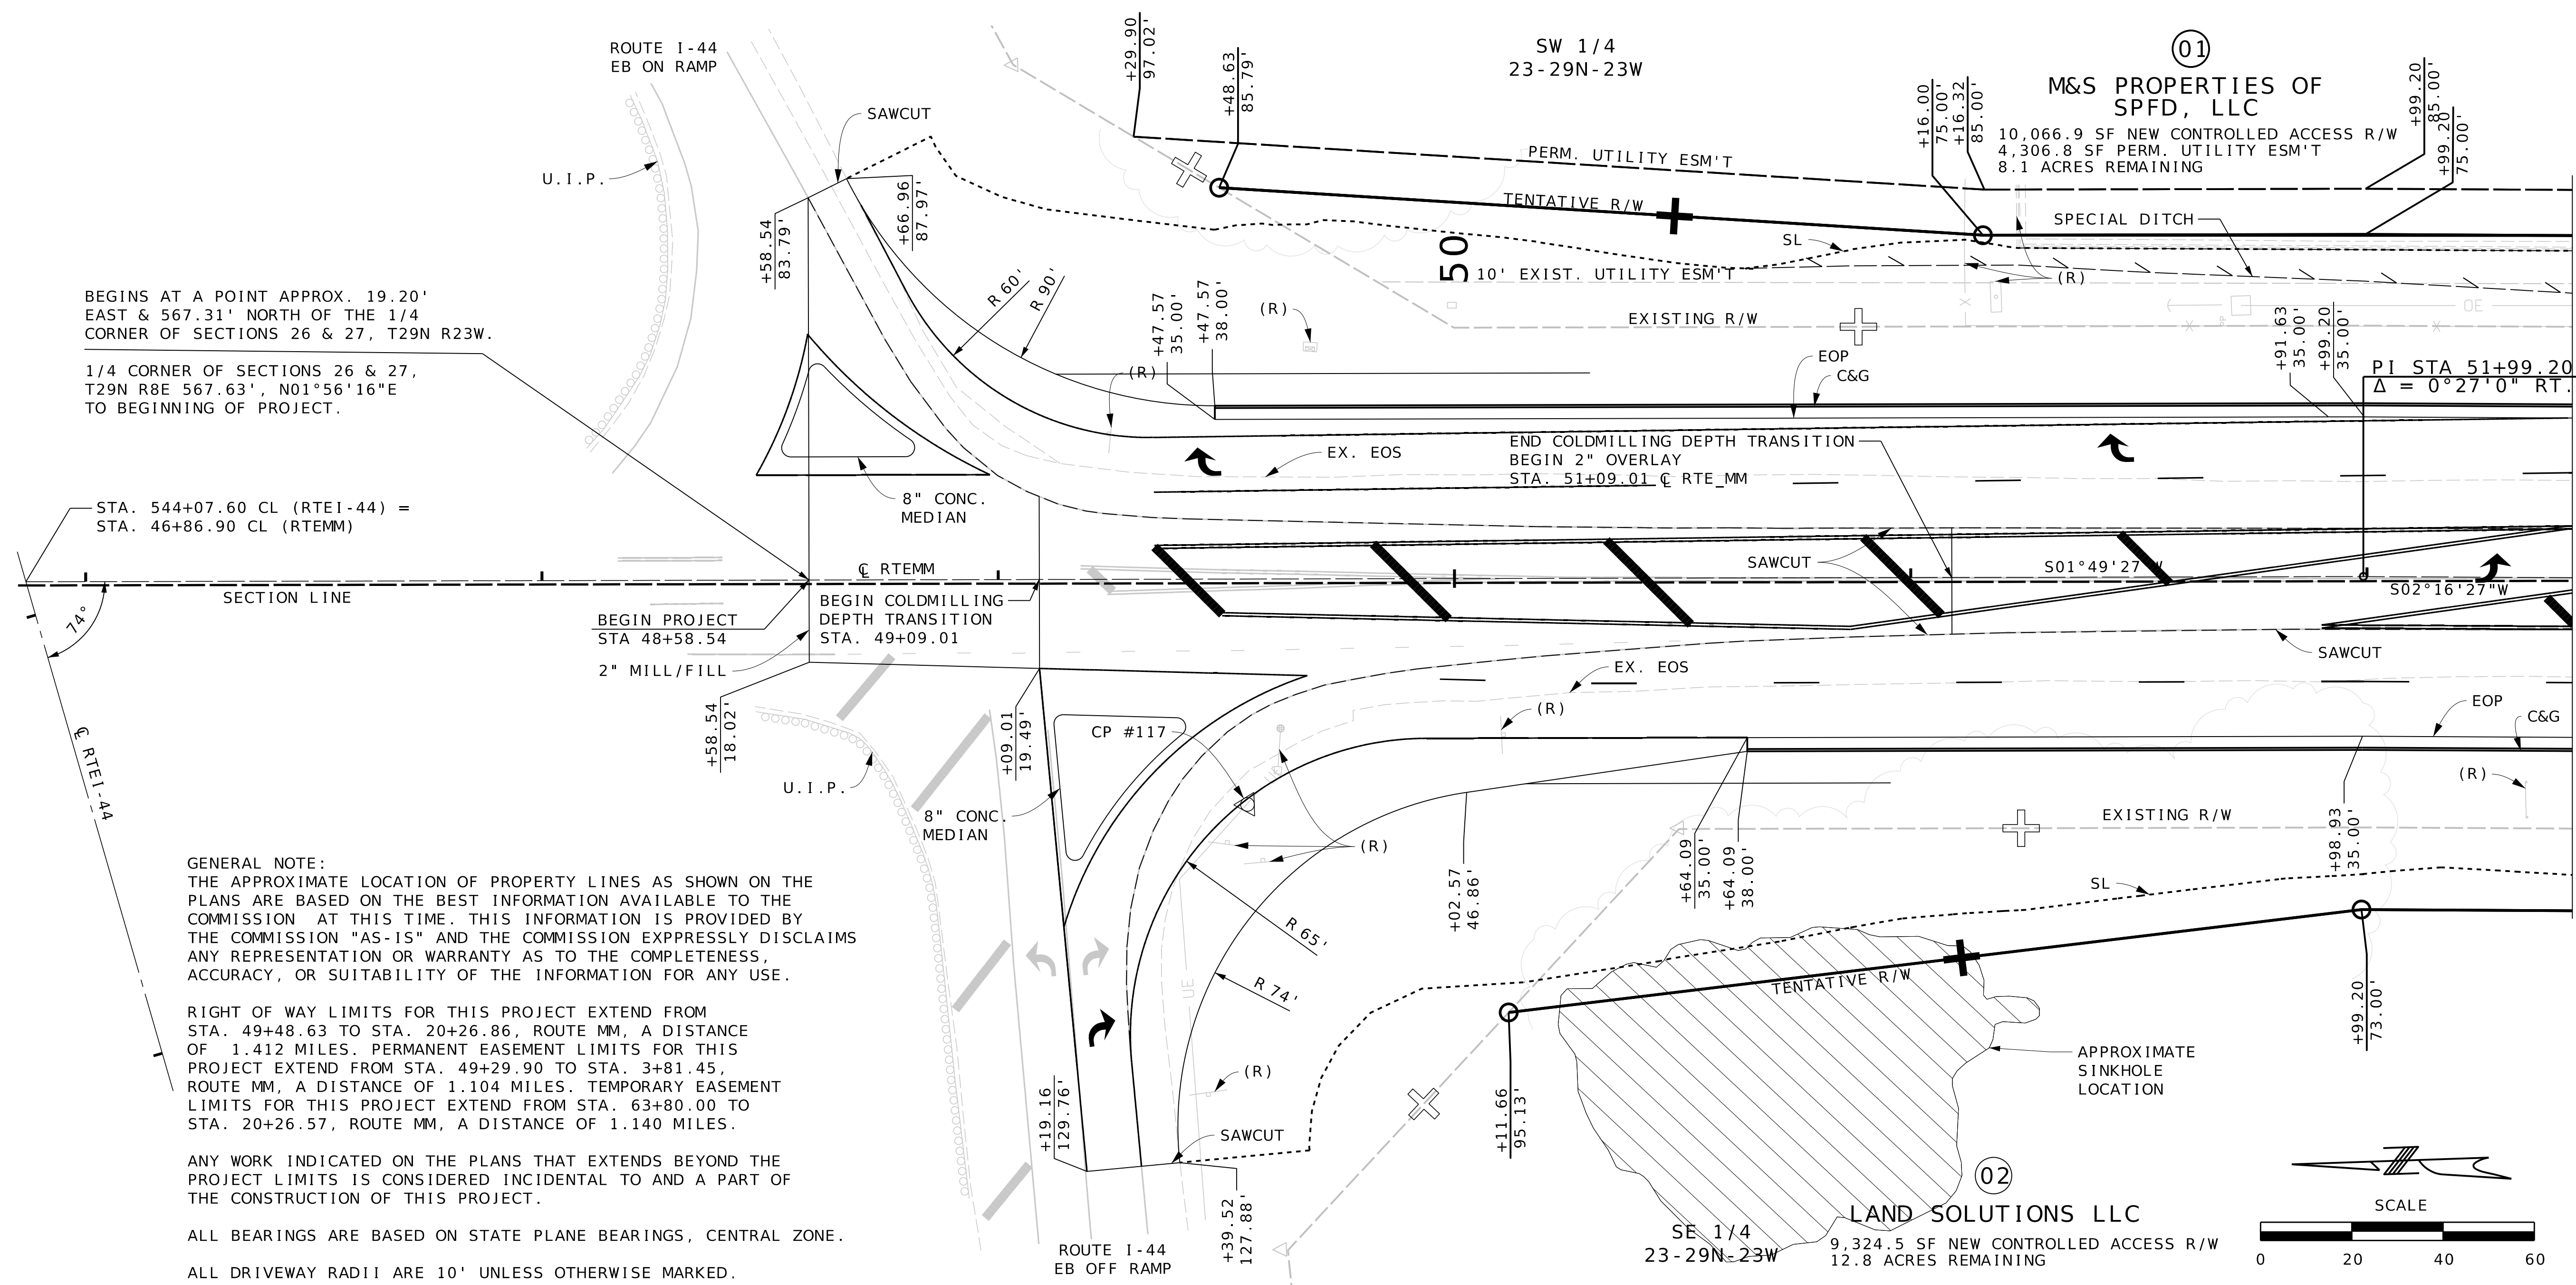 ROUTE I-44
EB ON RAMP
SAWCUT
U.I.P.
+58.54
83.79'
+66.96
87.97'
+29.90
97.02'
+48.63
85.79'
SW 1/4
23-29N-23W
01
M&S PROPERTIES OF
SPFD, LLC
10,066.9 SF NEW CONTROLLED ACCESS R/W
4,306.8 SF PERM. UTILITY ESM'T
8.1 ACRES REMAINING
+16.00
75.00'
+16.32
85.00'
+99.20
85.00'
+99.20
75.00'
PERM. UTILITY ESM'T
TENTATIVE R/W
SPECIAL DITCH
SL
50
10' EXIST. UTILITY ESM'T
(R)
OE
EXISTING R/W
R 60'
R 90'
+47.57
35.00'
+47.57
38.00'
(R)
(R)
EOP
C&G
+91.63
35.00'
+99.20
35.00'
PI STA 51+99.20
Δ = 0°27'0" RT.
BEGINS AT A POINT APPROX. 19.20'
EAST & 567.31' NORTH OF THE 1/4
CORNER OF SECTIONS 26 & 27, T29N R23W.
1/4 CORNER OF SECTIONS 26 & 27,
T29N R8E 567.63', N01°56'16"E
TO BEGINNING OF PROJECT.
STA. 544+07.60 CL (RTEI-44) =
STA. 46+86.90 CL (RTEMM)
8" CONC.
MEDIAN
EX. EOS
END COLDMILLING DEPTH TRANSITION
BEGIN 2" OVERLAY
STA. 51+09.01 ℄ RTE_MM
SAWCUT
℄ RTEMM
S01°49'27"W
S02°16'27"W
SECTION LINE
74°
BEGIN PROJECT
STA 48+58.54
BEGIN COLDMILLING
DEPTH TRANSITION
STA. 49+09.01
2" MILL/FILL
SAWCUT
EX. EOS
℄ RTEI-44
+58.54
18.02'
+09.01
19.49'
U.I.P.
CP #117
8" CONC.
MEDIAN
(R)
EOP
C&G
(R)
(R)
UE
UE
EXISTING R/W
+02.57
46.86'
+64.09
35.00'
+64.09
38.00'
+98.93
35.00'
R 65'
R 74'
SL
TENTATIVE R/W
+11.66
95.13'
+99.20
73.00'
APPROXIMATE
SINKHOLE
LOCATION
(R)
SAWCUT
+19.16
129.76'
+39.52
127.88'
ROUTE I-44
EB OFF RAMP
GENERAL NOTE:
THE APPROXIMATE LOCATION OF PROPERTY LINES AS SHOWN ON THE
PLANS ARE BASED ON THE BEST INFORMATION AVAILABLE TO THE
COMMISSION AT THIS TIME. THIS INFORMATION IS PROVIDED BY
THE COMMISSION "AS-IS" AND THE COMMISSION EXPPRESSLY DISCLAIMS
ANY REPRESENTATION OR WARRANTY AS TO THE COMPLETENESS,
ACCURACY, OR SUITABILITY OF THE INFORMATION FOR ANY USE.
RIGHT OF WAY LIMITS FOR THIS PROJECT EXTEND FROM
STA. 49+48.63 TO STA. 20+26.86, ROUTE MM, A DISTANCE
OF 1.412 MILES. PERMANENT EASEMENT LIMITS FOR THIS
PROJECT EXTEND FROM STA. 49+29.90 TO STA. 3+81.45,
ROUTE MM, A DISTANCE OF 1.104 MILES. TEMPORARY EASEMENT
LIMITS FOR THIS PROJECT EXTEND FROM STA. 63+80.00 TO
STA. 20+26.57, ROUTE MM, A DISTANCE OF 1.140 MILES.
ANY WORK INDICATED ON THE PLANS THAT EXTENDS BEYOND THE
PROJECT LIMITS IS CONSIDERED INCIDENTAL TO AND A PART OF
THE CONSTRUCTION OF THIS PROJECT.
ALL BEARINGS ARE BASED ON STATE PLANE BEARINGS, CENTRAL ZONE.
ALL DRIVEWAY RADII ARE 10' UNLESS OTHERWISE MARKED.
02
LAND SOLUTIONS LLC
SE 1/4
23-29N-23W
9,324.5 SF NEW CONTROLLED ACCESS R/W
12.8 ACRES REMAINING
SCALE
0 20 40 60